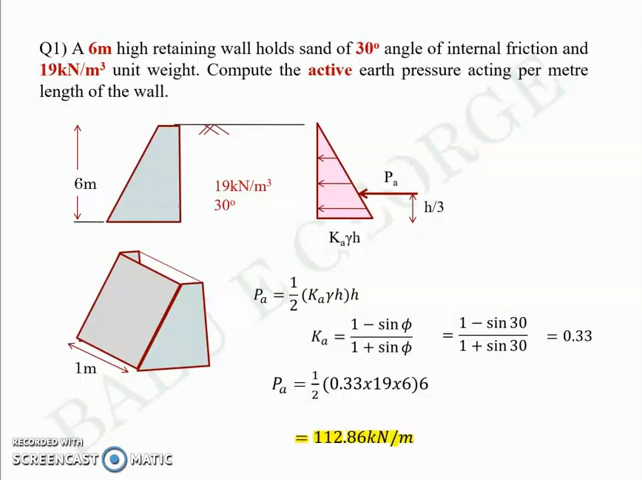 Q1) A 6m high retaining wall holds sand of 30° angle of internal friction and
19kN/m³ unit weight. Compute the active earth pressure acting per metre
length of the wall.
6m
19kN/m³
30°
Pₐ
h/3
Kₐγh
1m
Pₐ = 1/2 (Kₐγh)h
Kₐ = (1 − sin ϕ)/(1 + sin ϕ) = (1 − sin 30)/(1 + sin 30) = 0.33
Pₐ = 1/2 (0.33x19x6)6
= 112.86kN/m
BALU E GEORGE
RECORDED WITH
SCREENCAST MATIC